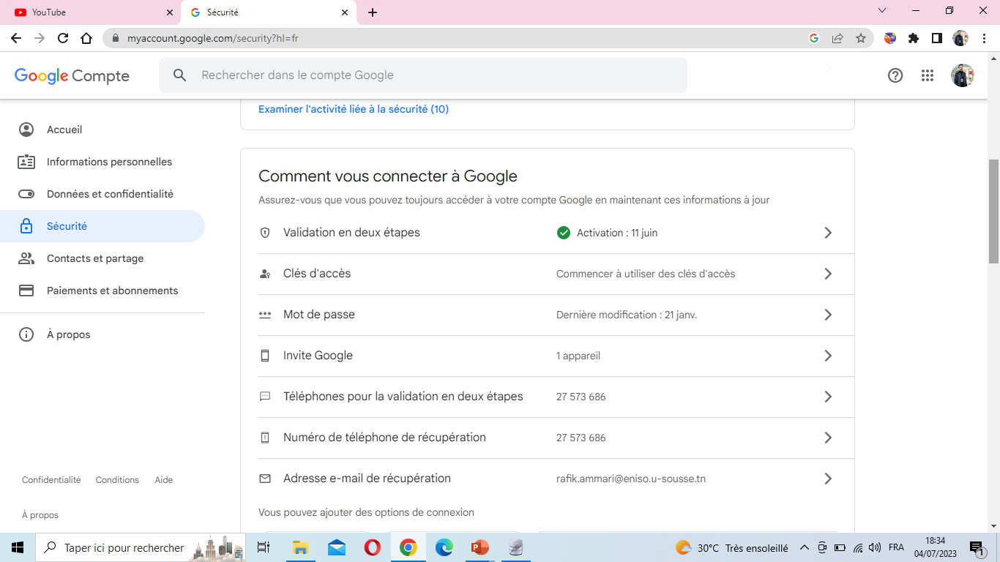 YouTube
Sécurité
myaccount.google.com/security?hl=fr
Google Compte
Rechercher dans le compte Google
Examiner l'activité liée à la sécurité (10)
Accueil
Informations personnelles
Données et confidentialité
Sécurité
Contacts et partage
Paiements et abonnements
À propos
Comment vous connecter à Google
Assurez-vous que vous pouvez toujours accéder à votre compte Google en maintenant ces informations à jour
Validation en deux étapes Activation : 11 juin
Clés d'accès Commencer à utiliser des clés d'accès
Mot de passe Dernière modification : 21 janv.
Invite Google 1 appareil
Téléphones pour la validation en deux étapes 27 573 686
Numéro de téléphone de récupération 27 573 686
Adresse e-mail de récupération rafik.ammari@eniso.u-sousse.tn
Vous pouvez ajouter des options de connexion
Confidentialité Conditions Aide
À propos
Taper ici pour rechercher
30°C Très ensoleillé
FRA
18:34
04/07/2023
1